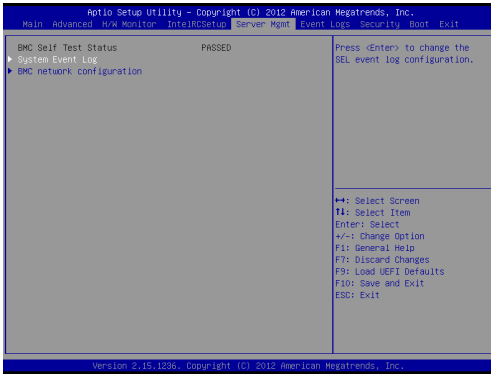 Aptio Setup Utility – Copyright (C) 2012 American Megatrends, Inc.
Main Advanced H/W Monitor IntelRCSetup Server Mgmt Event Logs Security Boot Exit
BMC Self Test Status PASSED
System Event Log
BMC network configuration
Press <Enter> to change the
SEL event log configuration.
↔: Select Screen
↑↓: Select Item
Enter: Select
+/-: Change Option
F1: General Help
F7: Discard Changes
F9: Load UEFI Defaults
F10: Save and Exit
ESC: Exit
Version 2.15.1236. Copyright (C) 2012 American Megatrends, Inc.